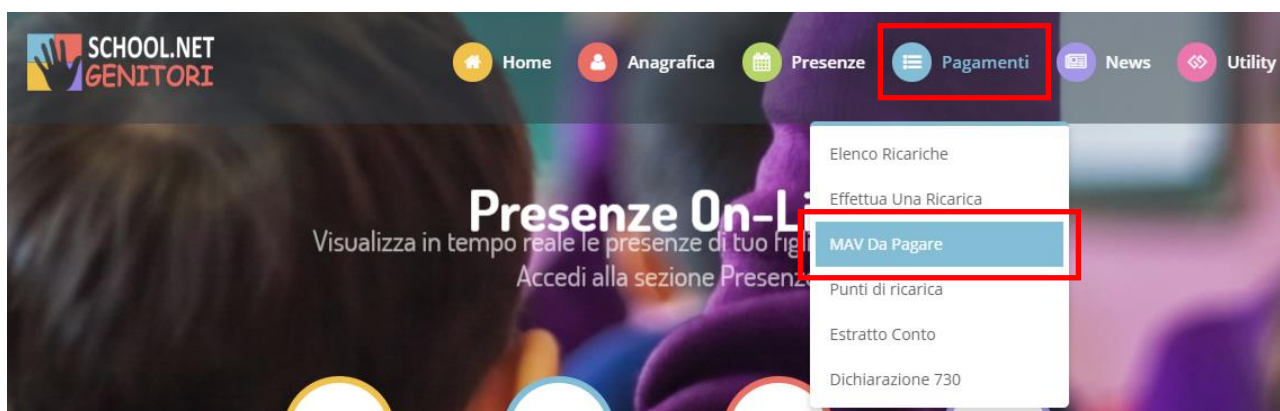 SCHOOL.NET
GENITORI
Home Anagrafica Presenze Pagamenti News Utility
Elenco Ricariche
Effettua Una Ricarica
MAV Da Pagare
Punti di ricarica
Estratto Conto
Dichiarazione 730
Presenze On-Li
Visualizza in tempo reale le presenze di tuo figli
Accedi alla sezione Presenz